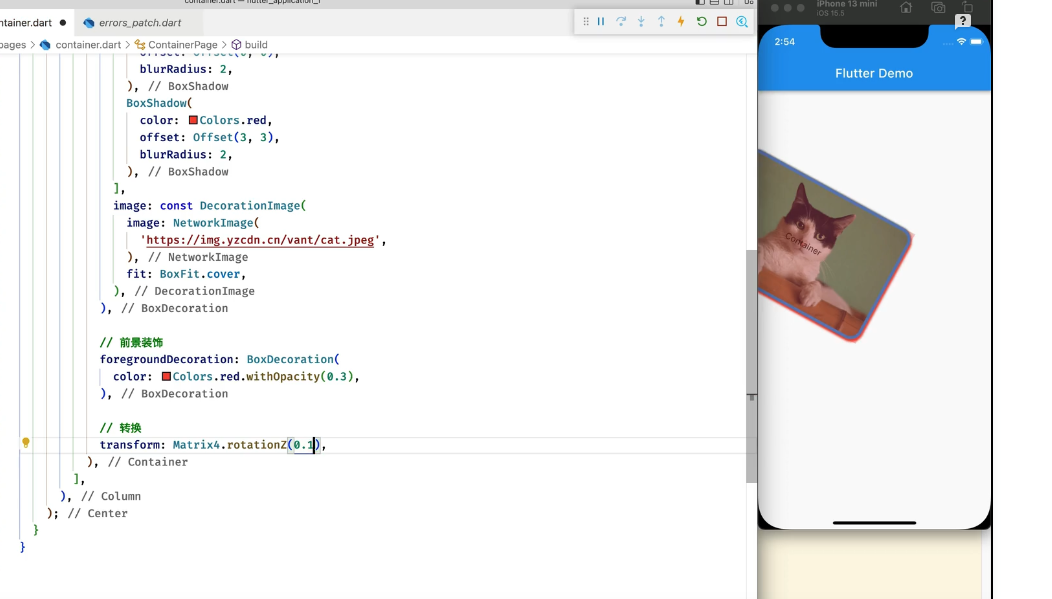 container.dart — flutter_application_1
ntainer.dart ● errors_patch.dart
pages > container.dart > ContainerPage > build
offset: Offset(0, 0),
blurRadius: 2,
), // BoxShadow
BoxShadow(
color: Colors.red,
offset: Offset(3, 3),
blurRadius: 2,
), // BoxShadow
],
image: const DecorationImage(
image: NetworkImage(
'https://img.yzcdn.cn/vant/cat.jpeg',
), // NetworkImage
fit: BoxFit.cover,
), // DecorationImage
), // BoxDecoration
// 前景装饰
foregroundDecoration: BoxDecoration(
color: Colors.red.withOpacity(0.3),
), // BoxDecoration
// 转换
transform: Matrix4.rotationZ(0.1),
), // Container
],
), // Column
); // Center
}
}
iPhone 13 mini
iOS 15.5
?
2:54
Flutter Demo
Container